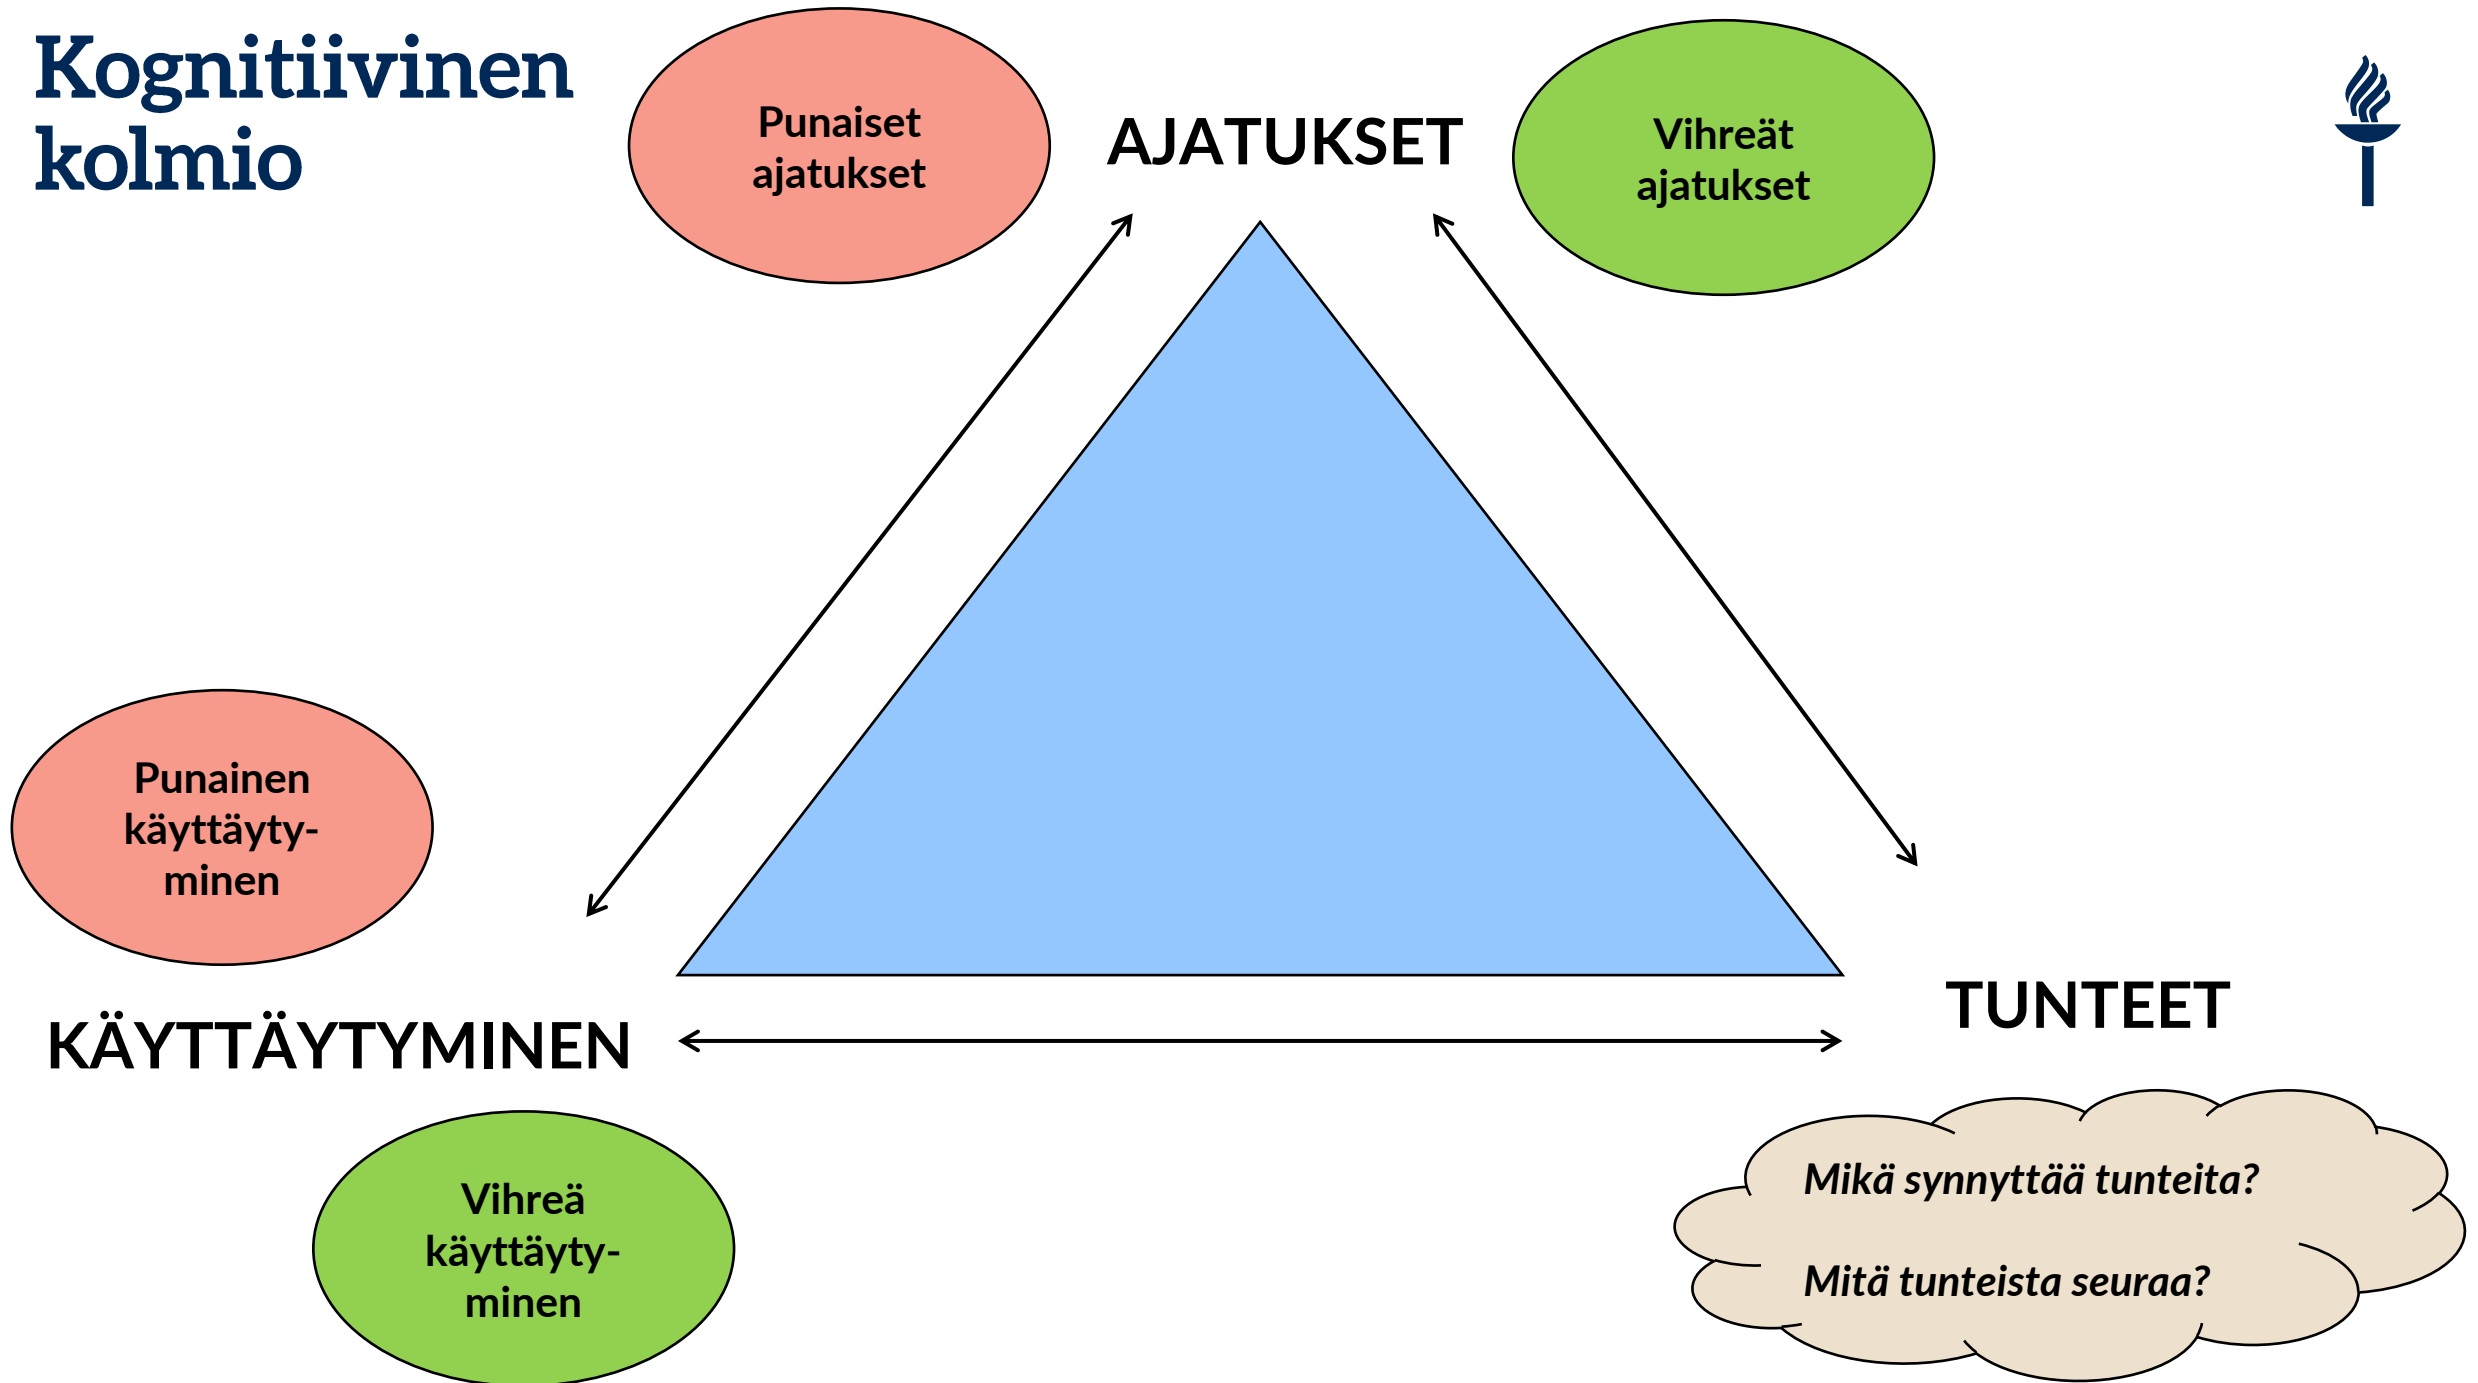 Kognitiivinen
kolmio
Punaiset
ajatukset
AJATUKSET
Vihreät
ajatukset
Punainen
käyttäyty-
minen
KÄYTTÄYTYMINEN
TUNTEET
Vihreä
käyttäyty-
minen
Mikä synnyttää tunteita?
Mitä tunteista seuraa?